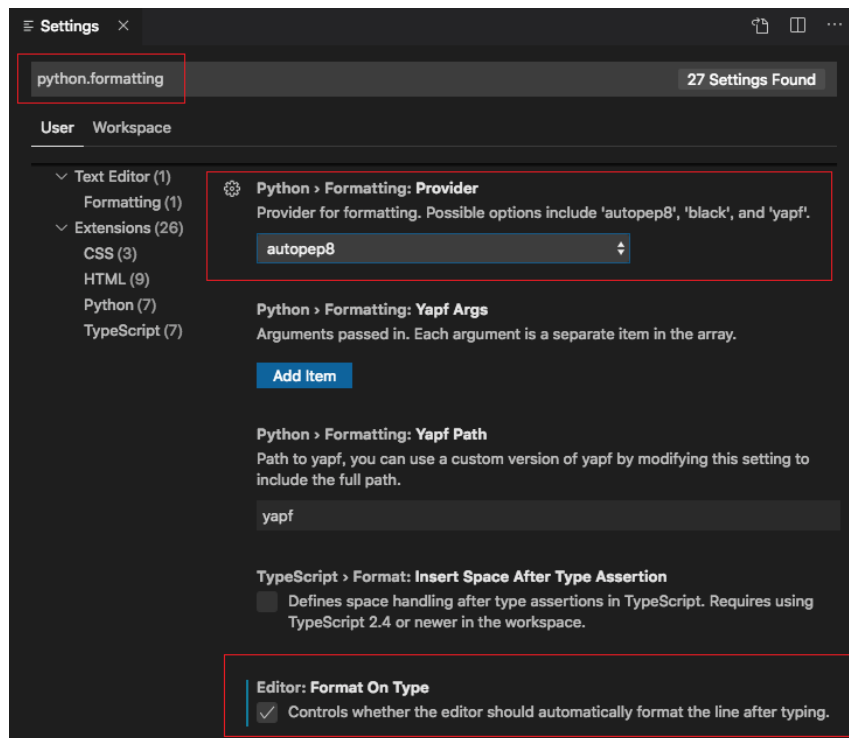 Settings
python.formatting
27 Settings Found
User Workspace
Text Editor (1)
Formatting (1)
Extensions (26)
CSS (3)
HTML (9)
Python (7)
TypeScript (7)
Python › Formatting: Provider
Provider for formatting. Possible options include 'autopep8', 'black', and 'yapf'.
autopep8
Python › Formatting: Yapf Args
Arguments passed in. Each argument is a separate item in the array.
Add Item
Python › Formatting: Yapf Path
Path to yapf, you can use a custom version of yapf by modifying this setting to
include the full path.
yapf
TypeScript › Format: Insert Space After Type Assertion
Defines space handling after type assertions in TypeScript. Requires using
TypeScript 2.4 or newer in the workspace.
Editor: Format On Type
Controls whether the editor should automatically format the line after typing.